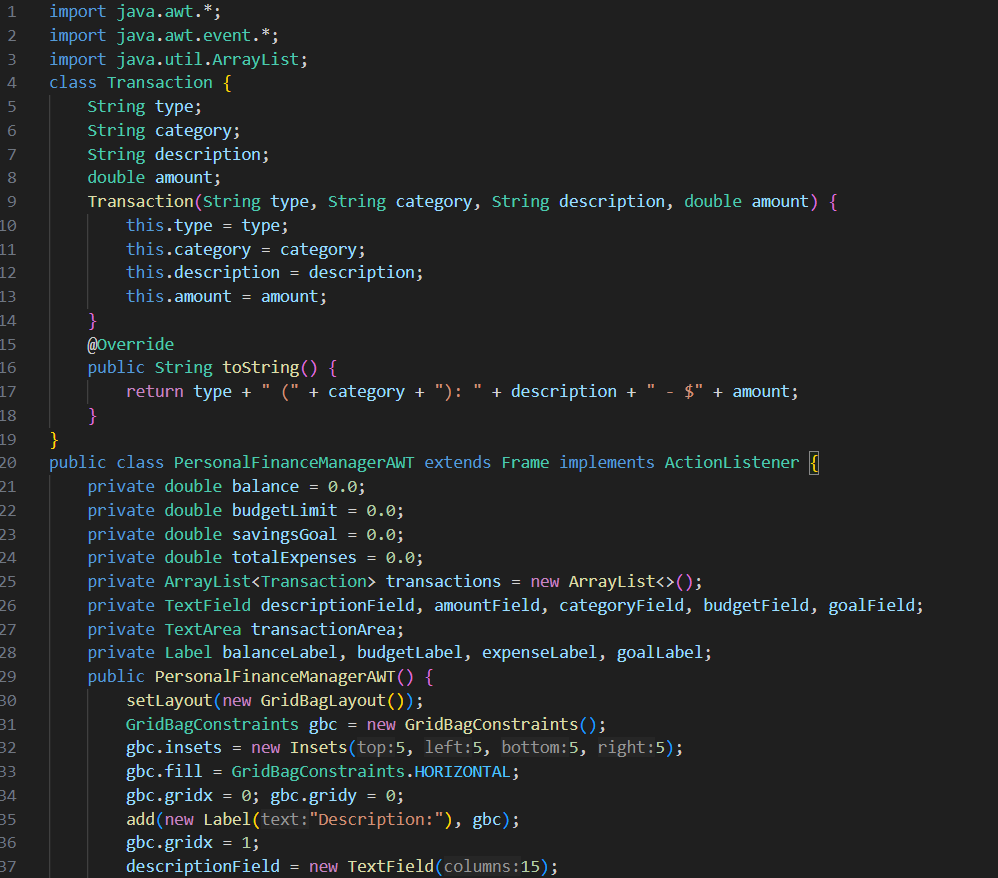 1 import java.awt.*;
2 import java.awt.event.*;
3 import java.util.ArrayList;
4 class Transaction {
5     String type;
6     String category;
7     String description;
8     double amount;
9     Transaction(String type, String category, String description, double amount) {
10         this.type = type;
11         this.category = category;
12         this.description = description;
13         this.amount = amount;
14     }
15     @Override
16     public String toString() {
17         return type + " (" + category + "): " + description + " - $" + amount;
18     }
19 }
20 public class PersonalFinanceManagerAWT extends Frame implements ActionListener {
21     private double balance = 0.0;
22     private double budgetLimit = 0.0;
23     private double savingsGoal = 0.0;
24     private double totalExpenses = 0.0;
25     private ArrayList<Transaction> transactions = new ArrayList<>();
26     private TextField descriptionField, amountField, categoryField, budgetField, goalField;
27     private TextArea transactionArea;
28     private Label balanceLabel, budgetLabel, expenseLabel, goalLabel;
29     public PersonalFinanceManagerAWT() {
30         setLayout(new GridBagLayout());
31         GridBagConstraints gbc = new GridBagConstraints();
32         gbc.insets = new Insets(top:5, left:5, bottom:5, right:5);
33         gbc.fill = GridBagConstraints.HORIZONTAL;
34         gbc.gridx = 0; gbc.gridy = 0;
35         add(new Label(text:"Description:"), gbc);
36         gbc.gridx = 1;
37         descriptionField = new TextField(columns:15);